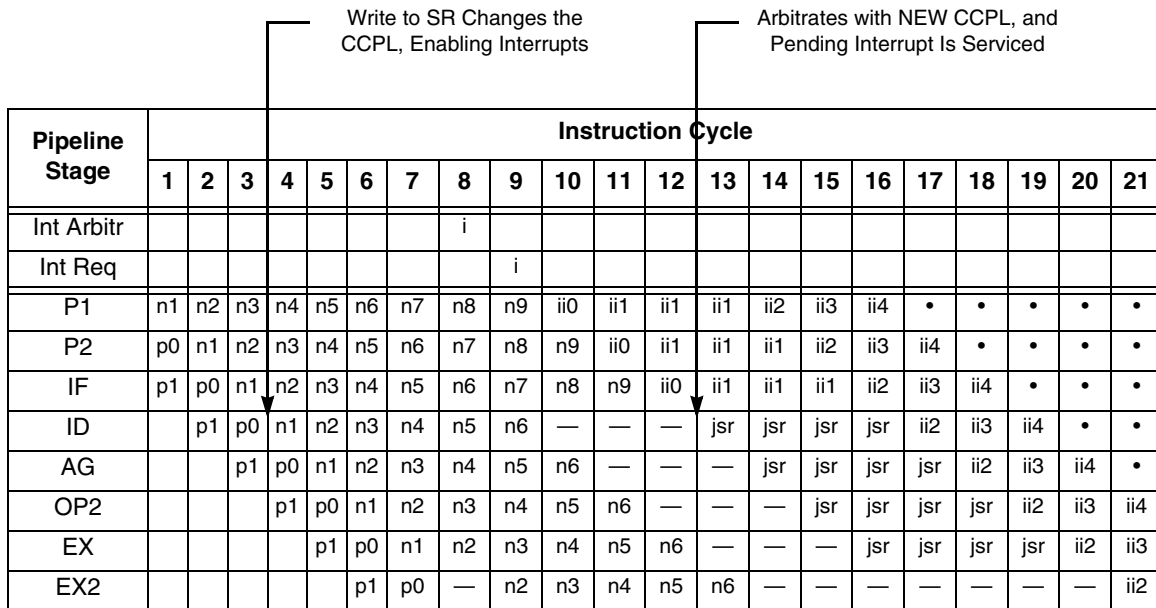 Write to SR Changes the
CCPL, Enabling Interrupts
Arbitrates with NEW CCPL, and
Pending Interrupt Is Serviced
Pipeline Stage Instruction Cycle
1 2 3 4 5 6 7 8 9 10 11 12 13 14 15 16 17 18 19 20 21
Int Arbitr i
Int Req i
P1 n1 n2 n3 n4 n5 n6 n7 n8 n9 ii0 ii1 ii1 ii1 ii2 ii3 ii4 • • • • •
P2 p0 n1 n2 n3 n4 n5 n6 n7 n8 n9 ii0 ii1 ii1 ii1 ii2 ii3 ii4 • • • •
IF p1 p0 n1 n2 n3 n4 n5 n6 n7 n8 n9 ii0 ii1 ii1 ii1 ii2 ii3 ii4 • • •
ID p1 p0 n1 n2 n3 n4 n5 n6 — — — jsr jsr jsr jsr ii2 ii3 ii4 • •
AG p1 p0 n1 n2 n3 n4 n5 n6 — — — jsr jsr jsr jsr ii2 ii3 ii4 •
OP2 p1 p0 n1 n2 n3 n4 n5 n6 — — — jsr jsr jsr jsr ii2 ii3 ii4
EX p1 p0 n1 n2 n3 n4 n5 n6 — — — jsr jsr jsr jsr ii2 ii3
EX2 p1 p0 — n2 n3 n4 n5 n6 — — — — — — — ii2